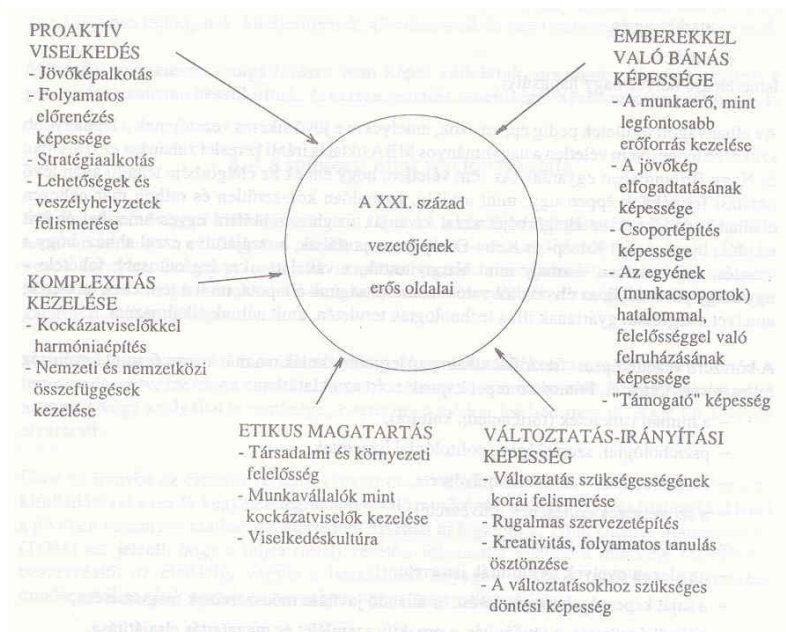 PROAKTÍV
VISELKEDÉS
- Jövőképalkotás
- Folyamatos
előrenézés
képessége
- Stratégiaalkotás
- Lehetőségek és
veszélyhelyzetek
felismerése
KOMPLEXITÁS
KEZELÉSE
- Kockázatviselőkkel
harmóniaépítés
- Nemzeti és nemzetközi
összefüggések
kezelése
A XXI. század
vezetőjének
erős oldalai
EMBEREKKEL
VALÓ BÁNÁS
KÉPESSÉGE
- A munkaerő, mint
legfontosabb
erőforrás kezelése
- A jövőkép
elfogadtatásának
képessége
- Csoportépítés
képessége
- Az egyének
(munkacsoportok)
hatalommal,
felelősséggel való
felruházásának
képessége
- "Támogató" képesség
ETIKUS MAGATARTÁS
- Társadalmi és környezeti
felelősség
- Munkavállalók mint
kockázatviselők kezelése
- Viselkedéskultúra
VÁLTOZTATÁS-IRÁNYÍTÁSI
KÉPESSÉG
- Változtatás szükségességének
korai felismerése
- Rugalmas szervezetépítés
- Kreativitás, folyamatos tanulás
ösztönzése
- A változtatásokhoz szükséges
döntési képesség